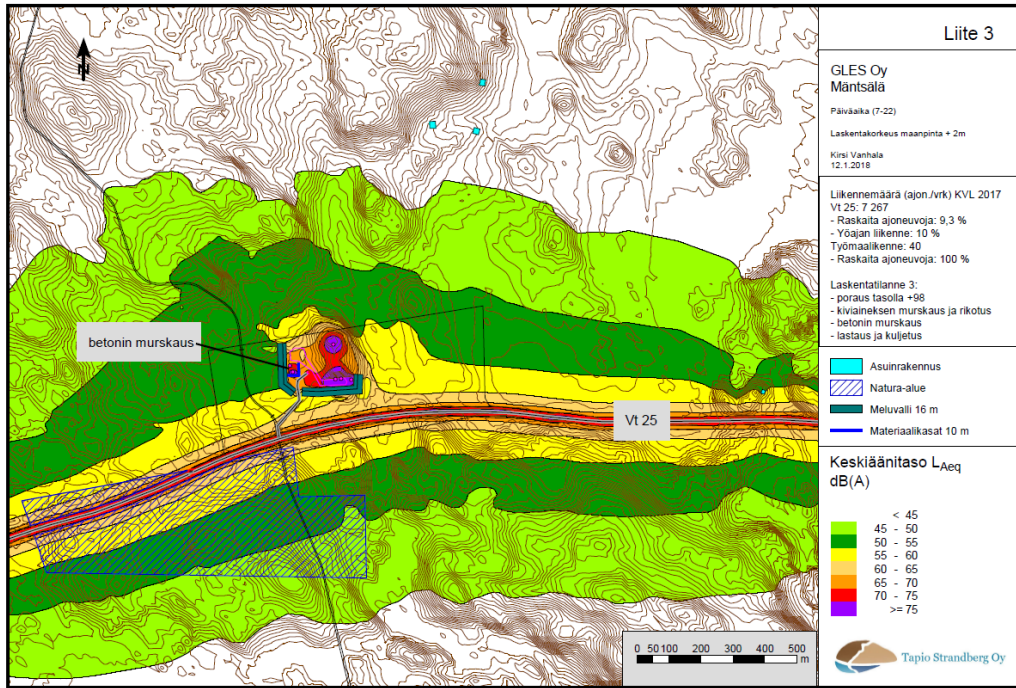 Liite 3
N
GLES Oy
Mäntsälä
Päiväaika (7-22)
Laskentakorkeus maanpinta + 2m
Kirsi Vanhala
12.1.2018
Liikennemäärä (ajon./vrk) KVL 2017
Vt 25: 7 267
- Raskaita ajoneuvoja: 9,3 %
- Yöajan liikenne: 10 %
Työmaalikenne: 40
- Raskaita ajoneuvoja: 100 %
Laskentatilanne 3:
- poraus tasolla +98
- kiviaineksen murskaus ja rikotus
- betonin murskaus
- lastaus ja kuljetus
betonin murskaus
Vt 25
Asuinrakennus
Natura-alue
Meluvalli 16 m
Materiaalikasat 10 m
Keskiäänitaso LAeq
dB(A)
< 45
45 - 50
50 - 55
55 - 60
60 - 65
65 - 70
70 - 75
>= 75
0 50 100 200 300 400 500
m
Tapio Strandberg Oy